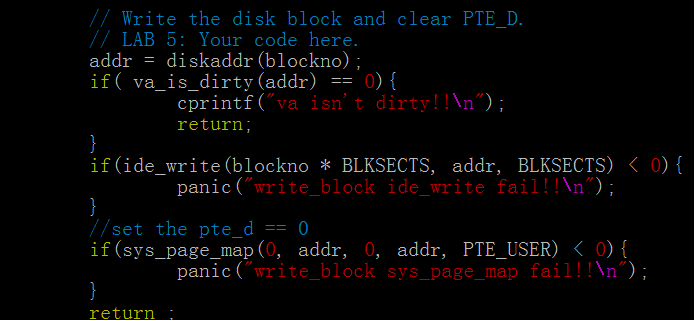 // Write the disk block and clear PTE_D.
// LAB 5: Your code here.
addr = diskaddr(blockno);
if( va_is_dirty(addr) == 0){
cprintf("va isn't dirty!!\n");
return;
}
if(ide_write(blockno * BLKSECTS, addr, BLKSECTS) < 0){
panic("write_block ide_write fail!!\n");
}
//set the pte_d == 0
if(sys_page_map(0, addr, 0, addr, PTE_USER) < 0){
panic("write_block sys_page_map fail!!\n");
}
return ;